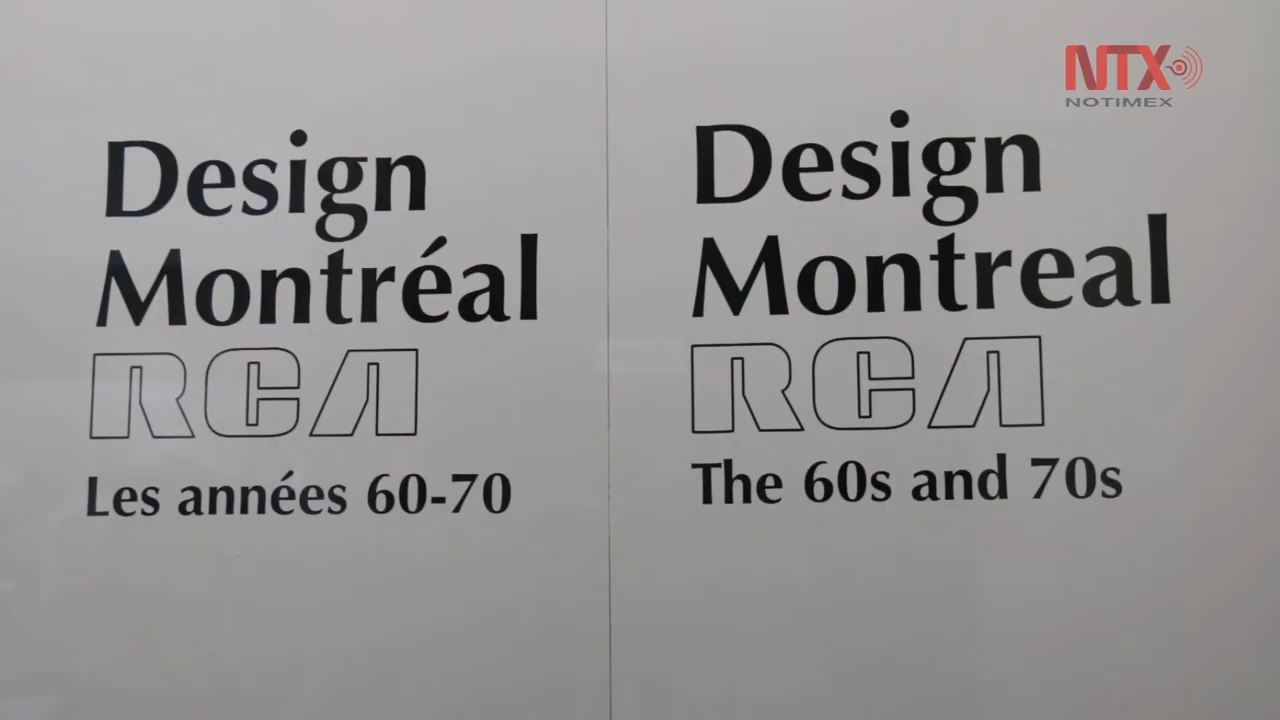 Design
Montréal
RCA
Les années 60-70
Design
Montreal
RCA
The 60s and 70s
NTX
NOTIMEX